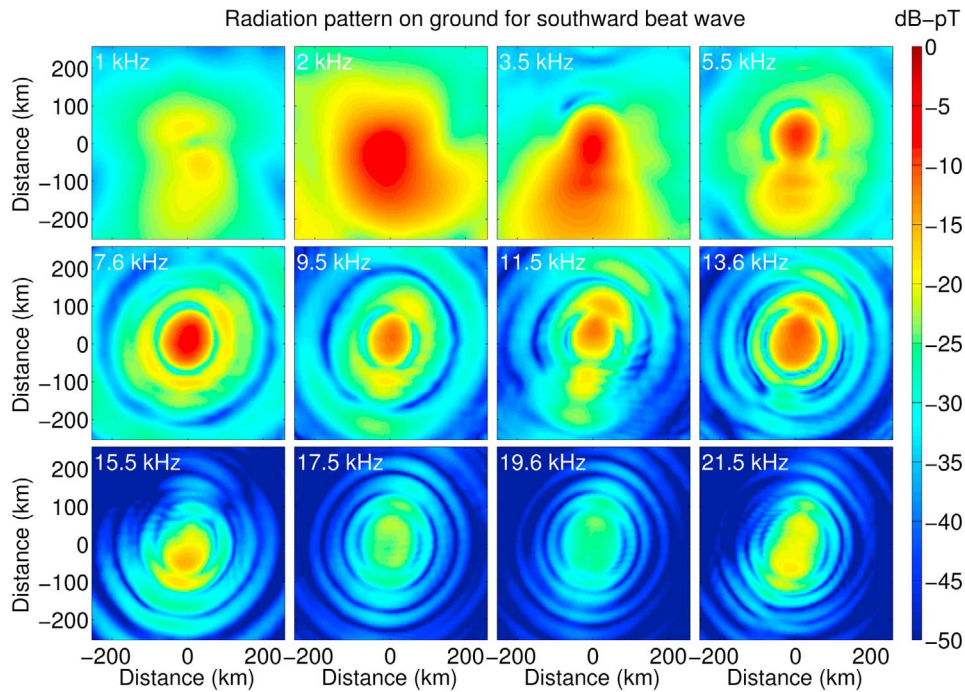 Radiation pattern on ground for southward beat wave
dB−pT
1 kHz
2 kHz
3.5 kHz
5.5 kHz
Distance (km)
200
100
0
−100
−200
7.6 kHz
9.5 kHz
11.5 kHz
13.6 kHz
Distance (km)
200
100
0
−100
−200
15.5 kHz
17.5 kHz
19.6 kHz
21.5 kHz
Distance (km)
200
100
0
−100
−200
−200 0 200
−200 0 200
−200 0 200
−200 0 200
Distance (km)
Distance (km)
Distance (km)
Distance (km)
0
−5
−10
−15
−20
−25
−30
−35
−40
−45
−50